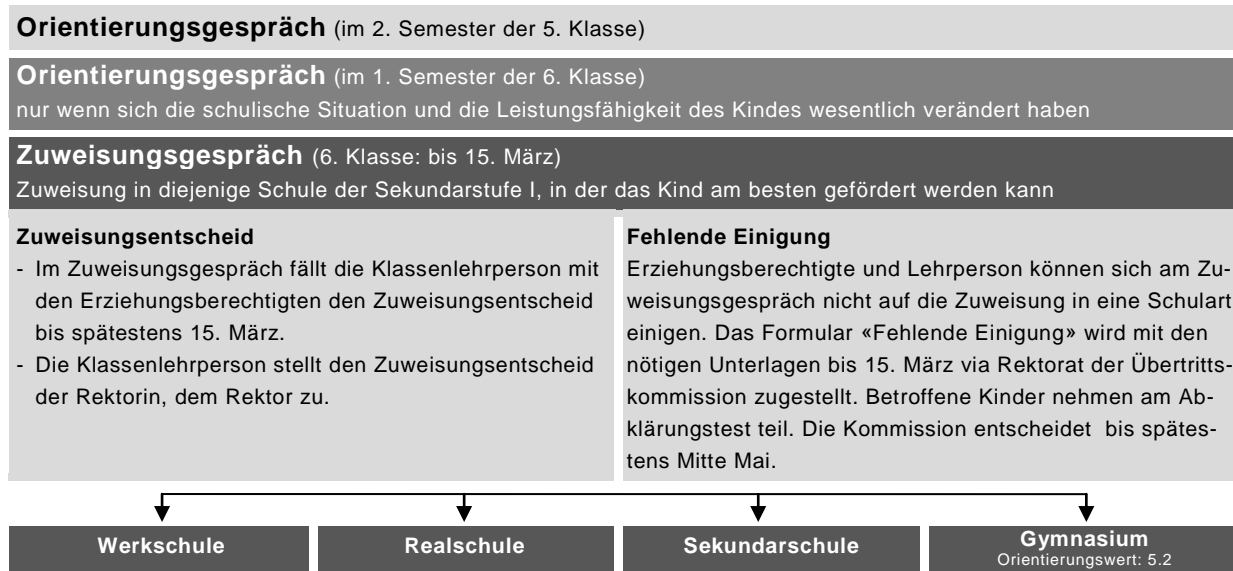 Orientierungsgespräch (im 2. Semester der 5. Klasse)
Orientierungsgespräch (im 1. Semester der 6. Klasse)
nur wenn sich die schulische Situation und die Leistungsfähigkeit des Kindes wesentlich verändert haben
Zuweisungsgespräch (6. Klasse: bis 15. März)
Zuweisung in diejenige Schule der Sekundarstufe I, in der das Kind am besten gefördert werden kann
Zuweisungsentscheid
- Im Zuweisungsgespräch fällt die Klassenlehrperson mit
den Erziehungsberechtigten den Zuweisungsentscheid
bis spätestens 15. März.
- Die Klassenlehrperson stellt den Zuweisungsentscheid
der Rektorin, dem Rektor zu.
Fehlende Einigung
Erziehungsberechtigte und Lehrperson können sich am Zu-
weisungsgespräch nicht auf die Zuweisung in eine Schulart
einigen. Das Formular «Fehlende Einigung» wird mit den
nötigen Unterlagen bis 15. März via Rektorat der Übertritts-
kommission zugestellt. Betroffene Kinder nehmen am Ab-
klärungstest teil. Die Kommission entscheidet bis spätes-
tens Mitte Mai.
Werkschule
Realschule
Sekundarschule
Gymnasium
Orientierungswert: 5.2